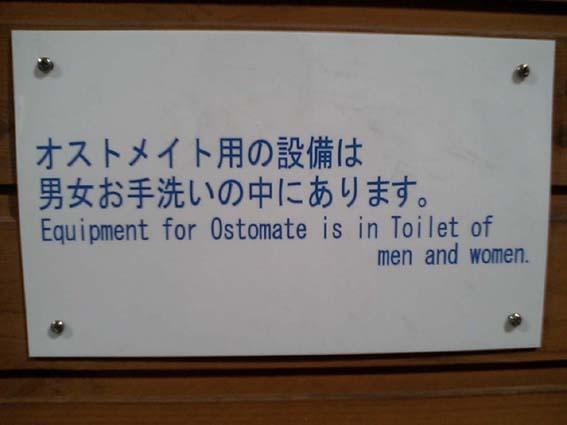 オストメイト用の設備は
男女お手洗いの中にあります。
Equipment for Ostomate is in Toilet of
men and women.